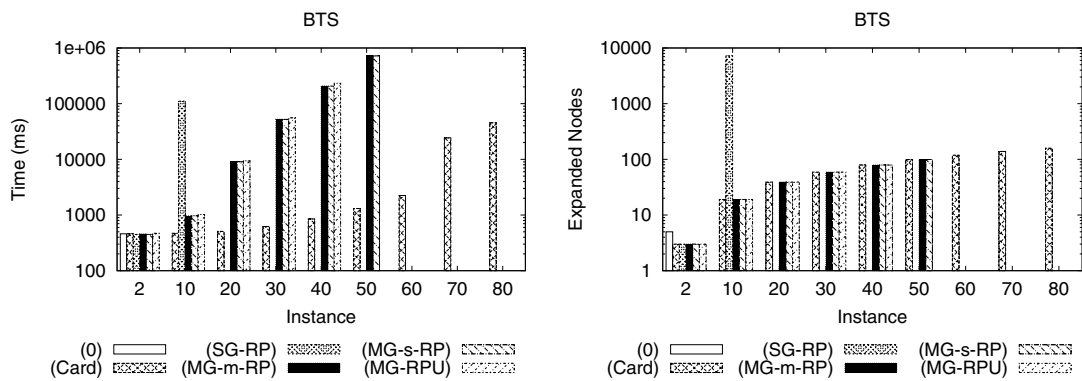 BTS
1e+06
100000
10000
1000
100
Time (ms)
2 10 20 30 40 50 60 70 80
Instance
(0) (SG-RP) (MG-s-RP)
(Card) (MG-m-RP) (MG-RPU)
BTS
10000
1000
100
10
1
Expanded Nodes
2 10 20 30 40 50 60 70 80
Instance
(0) (SG-RP) (MG-s-RP)
(Card) (MG-m-RP) (MG-RPU)